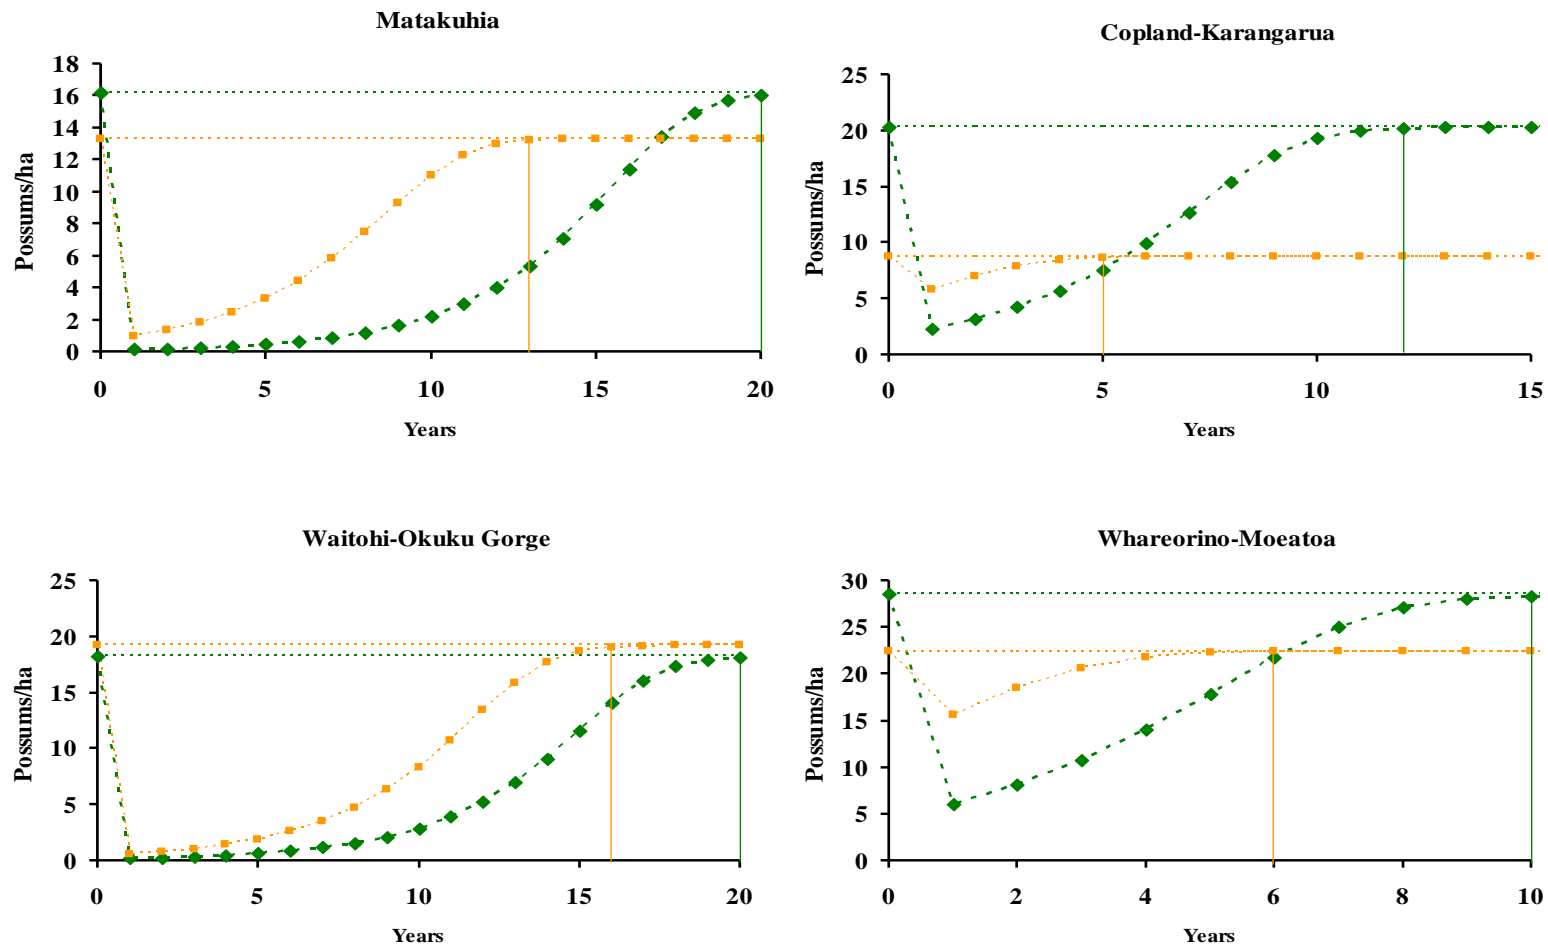 Matakuhia
18
16
14
12
10
8
6
4
2
0
Possums/ha
0 5 10 15 20
Years
Copland-Karangarua
25
20
15
10
5
0
Possums/ha
0 5 10 15
Years
Waitohi-Okuku Gorge
25
20
15
10
5
0
Possums/ha
0 5 10 15 20
Years
Whareorino-Moeatoa
30
25
20
15
10
5
0
Possums/ha
0 2 4 6 8 10
Years